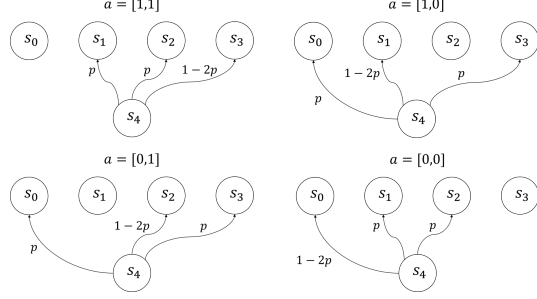 a = [1,1]
s₀ s₁ s₂ s₃
p p 1 − 2p
s₄
a = [1,0]
s₀ s₁ s₂ s₃
1 − 2p p
p
s₄
a = [0,1]
s₀ s₁ s₂ s₃
1 − 2p p
p
s₄
a = [0,0]
s₀ s₁ s₂ s₃
p p
1 − 2p
s₄